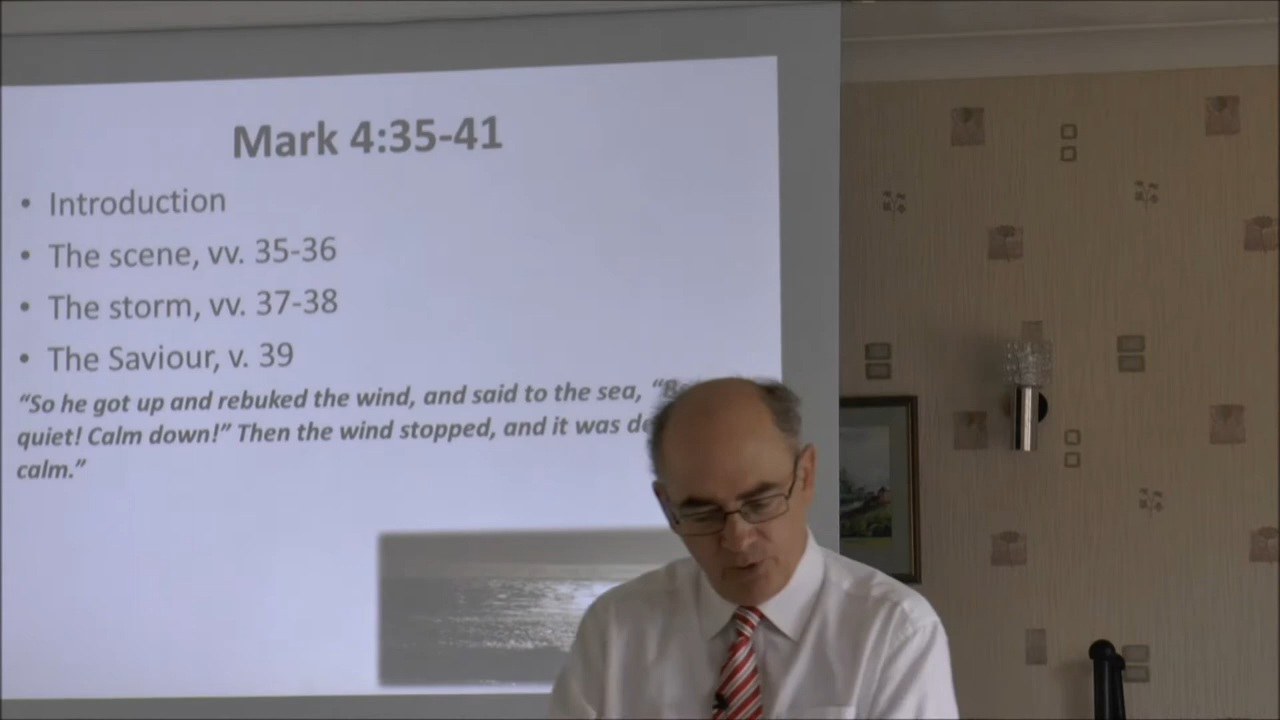 Mark 4:35-41
• Introduction
• The scene, vv. 35-36
• The storm, vv. 37-38
• The Saviour, v. 39
“So he got up and rebuked the wind, and said to the sea, “
quiet! Calm down!” Then the wind stopped, and it was
calm.”